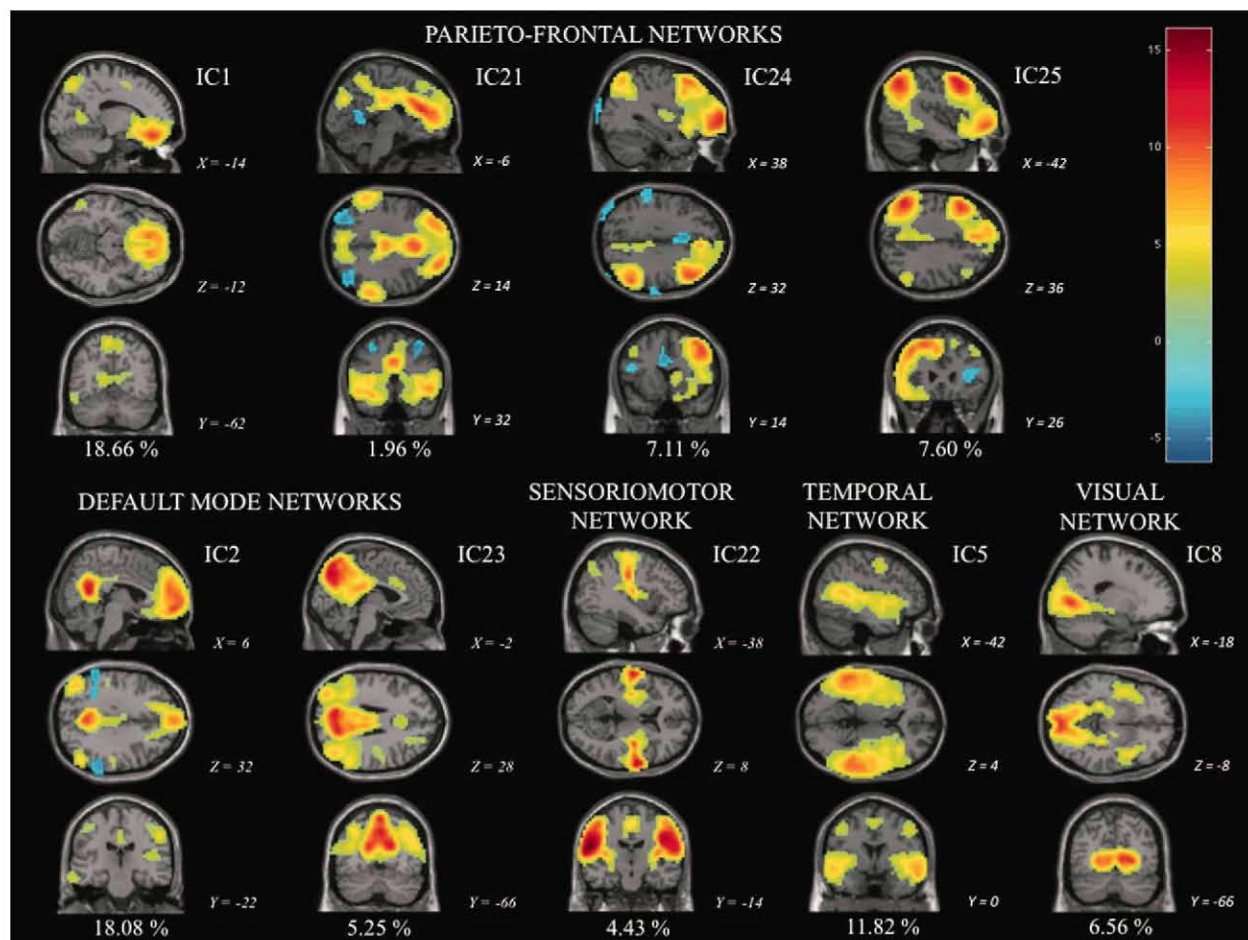 PARIETO-FRONTAL NETWORKS
IC1 IC21 IC24 IC25
X = -14 X = -6 X = 38 X = -42
Z = -12 Z = 14 Z = 32 Z = 36
Y = -62 Y = 32 Y = 14 Y = 26
18.66 % 1.96 % 7.11 % 7.60 %
15
10
5
0
-5
DEFAULT MODE NETWORKS
SENSORIOMOTOR
NETWORK
TEMPORAL
NETWORK
VISUAL
NETWORK
IC2 IC23 IC22 IC5 IC8
X = 6 X = -2 X = -38 X = -42 X = -18
Z = 32 Z = 28 Z = 8 Z = 4 Z = -8
Y = -22 Y = -66 Y = -14 Y = 0 Y = -66
18.08 % 5.25 % 4.43 % 11.82 % 6.56 %